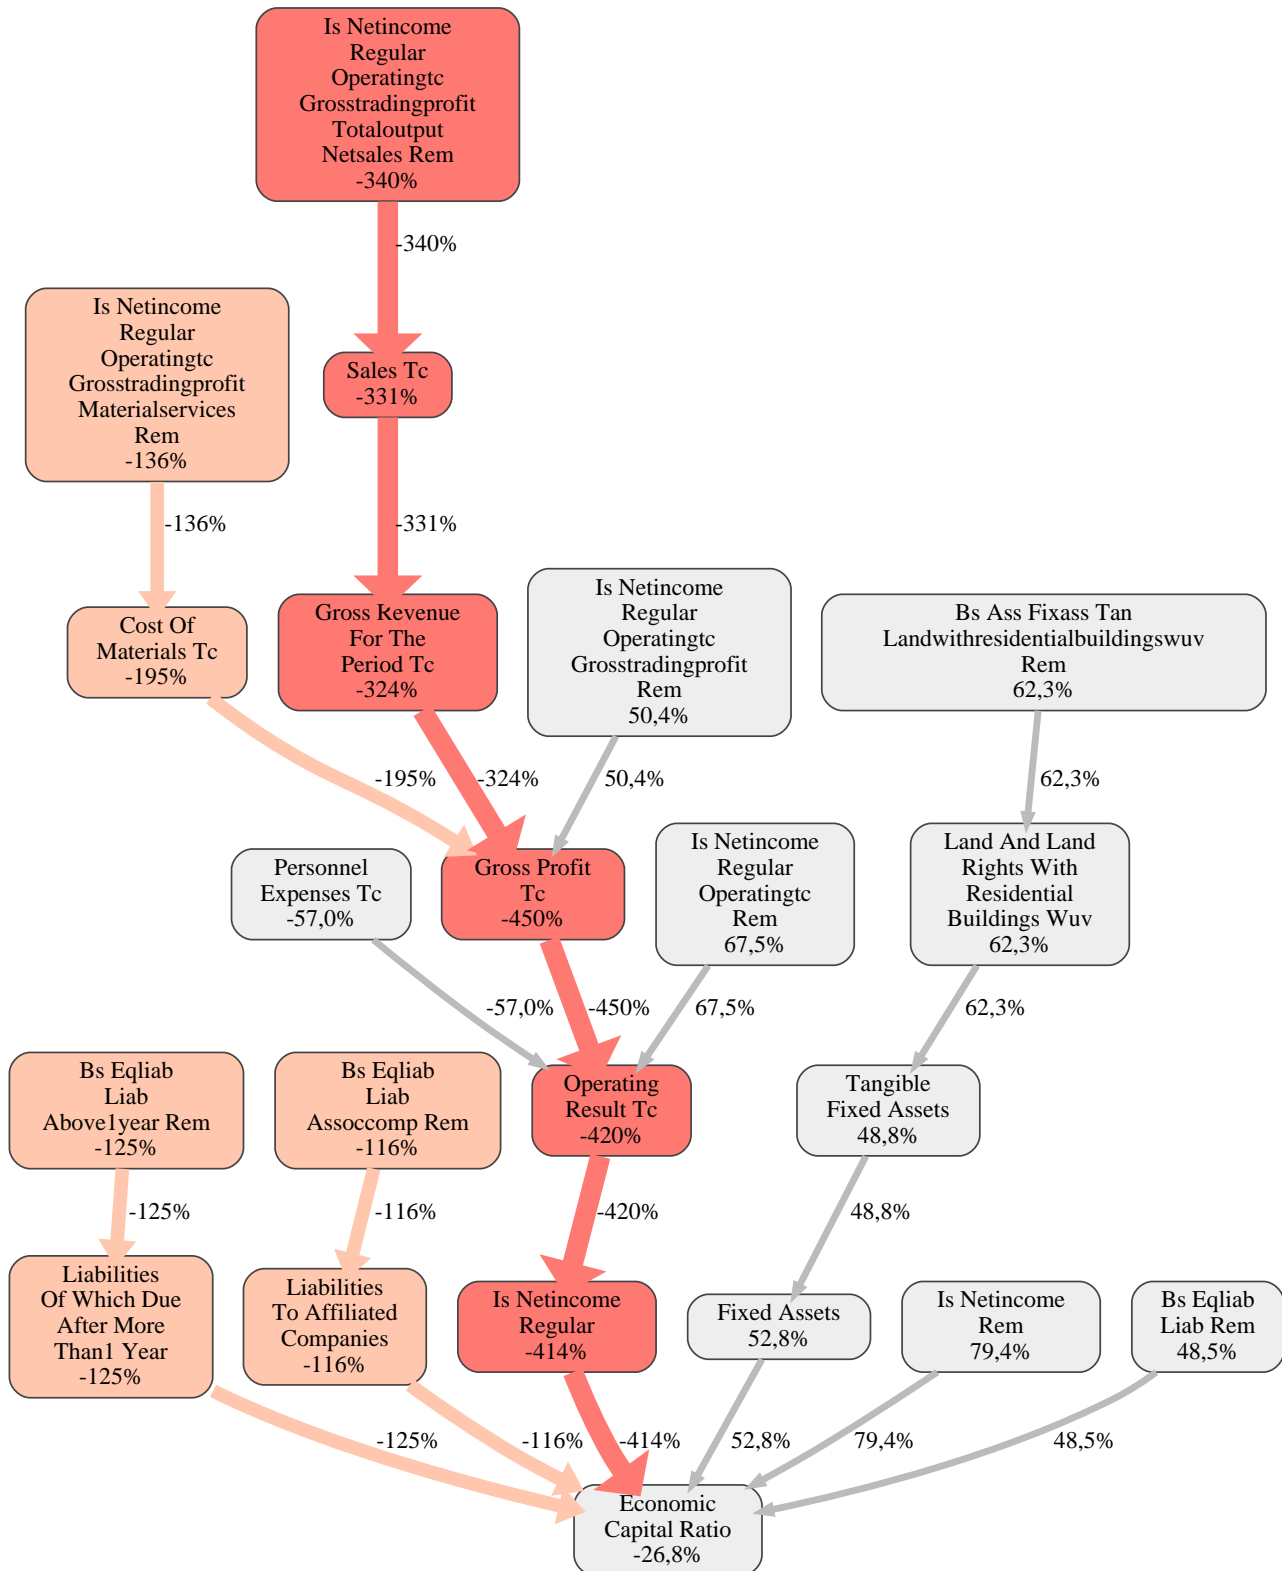 Is Netincome
Regular
Operatingtc
Grosstradingprofit
Totaloutput
Netsales Rem
-340%
-340%
Is Netincome
Regular
Operatingtc
Grosstradingprofit
Materialservices
Rem
-136%
Sales Tc
-331%
-136%
-331%
Is Netincome
Regular
Operatingtc
Grosstradingprofit
Rem
50,4%
Bs Ass Fixass Tan
Landwithresidentialbuildingswuv
Rem
62,3%
Cost Of
Materials Tc
-195%
Gross Revenue
For The
Period Tc
-324%
-195%
-324%
50,4%
62,3%
Personnel
Expenses Tc
-57,0%
Gross Profit
Tc
-450%
Is Netincome
Regular
Operatingtc
Rem
67,5%
Land And Land
Rights With
Residential
Buildings Wuv
62,3%
-57,0%
-450%
67,5%
62,3%
Bs Eqliab
Liab
Above1year Rem
-125%
Bs Eqliab
Liab
Assoccomp Rem
-116%
Operating
Result Tc
-420%
Tangible
Fixed Assets
48,8%
-125%
-116%
-420%
48,8%
Liabilities
Of Which Due
After More
Than1 Year
-125%
Liabilities
To Affiliated
Companies
-116%
Is Netincome
Regular
-414%
Fixed Assets
52,8%
Is Netincome
Rem
79,4%
Bs Eqliab
Liab Rem
48,5%
-125%
-116%
-414%
52,8%
79,4%
48,5%
Economic
Capital Ratio
-26,8%